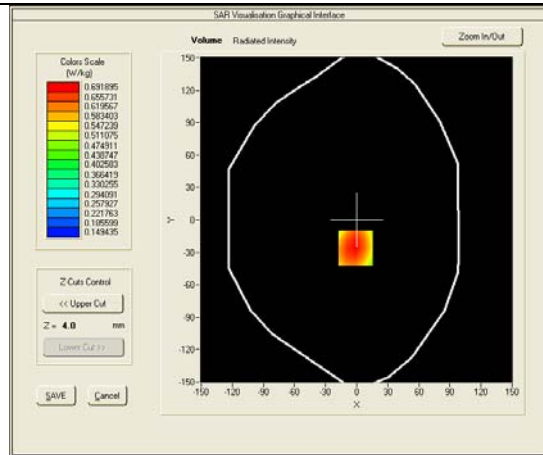 SAR Visualisation Graphical Interface
Volume Radiated Intensity
Zoom In/Out
Colors Scale
(W/kg)
0.691895
0.655731
0.619567
0.583403
0.547239
0.511075
0.474911
0.438747
0.402583
0.366419
0.330255
0.294091
0.257927
0.221763
0.185599
0.149435
Z-Cuts Control
<< Upper Cut
Z = 4.0 mm
Lower Cut >>
SAVE Cancel
150-
120-
90-
60-
30-
0-
-30-
-60-
-90-
-120-
-150-
Y
-150 -120 -90 -60 -30 0 30 60 90 120 150
X